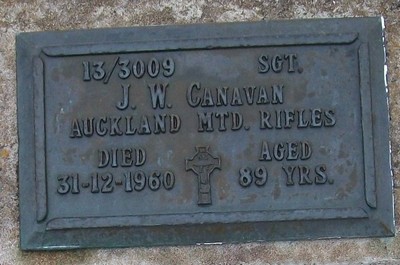 13/3009 SGT.
J. W. CANAVAN
AUCKLAND MTD. RIFLES
DIED AGED
31-12-1960 89 YRS.